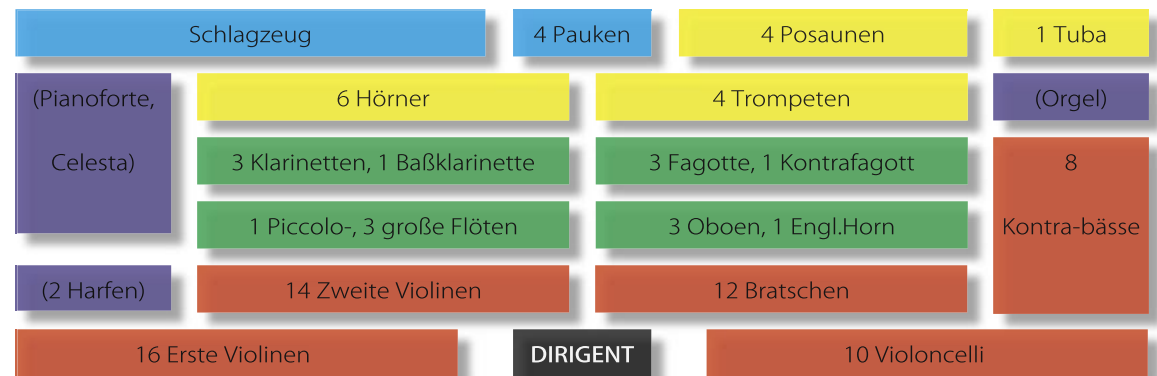 Schlagzeug
4 Pauken
4 Posaunen
1 Tuba
(Pianoforte,
Celesta)
6 Hörner
4 Trompeten
(Orgel)
3 Klarinetten, 1 Baßklarinette
3 Fagotte, 1 Kontrafagott
8
Kontra-bässe
1 Piccolo-, 3 große Flöten
3 Oboen, 1 Engl.Horn
(2 Harfen)
14 Zweite Violinen
12 Bratschen
16 Erste Violinen
DIRIGENT
10 Violoncelli